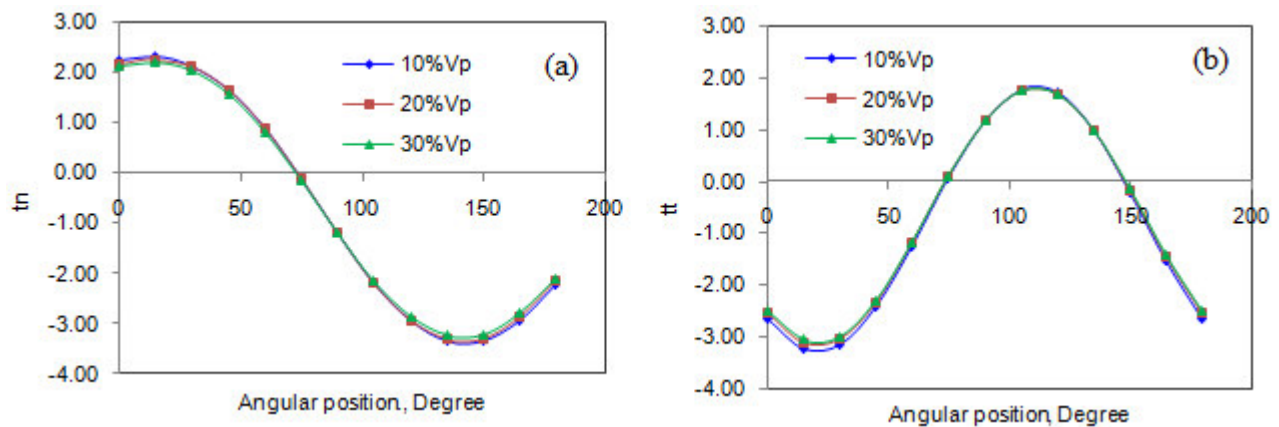 3.00
2.00
1.00
0.00
-1.00
-2.00
-3.00
-4.00
tn
0 50 100 150 200
10%Vp
20%Vp
30%Vp
(a)
Angular position., Degree
3.00
2.00
1.00
0.00
-1.00
-2.00
-3.00
-4.00
tt
0 50 100 150 200
10%Vp
20%Vp
30%Vp
(b)
Angular position, Degree